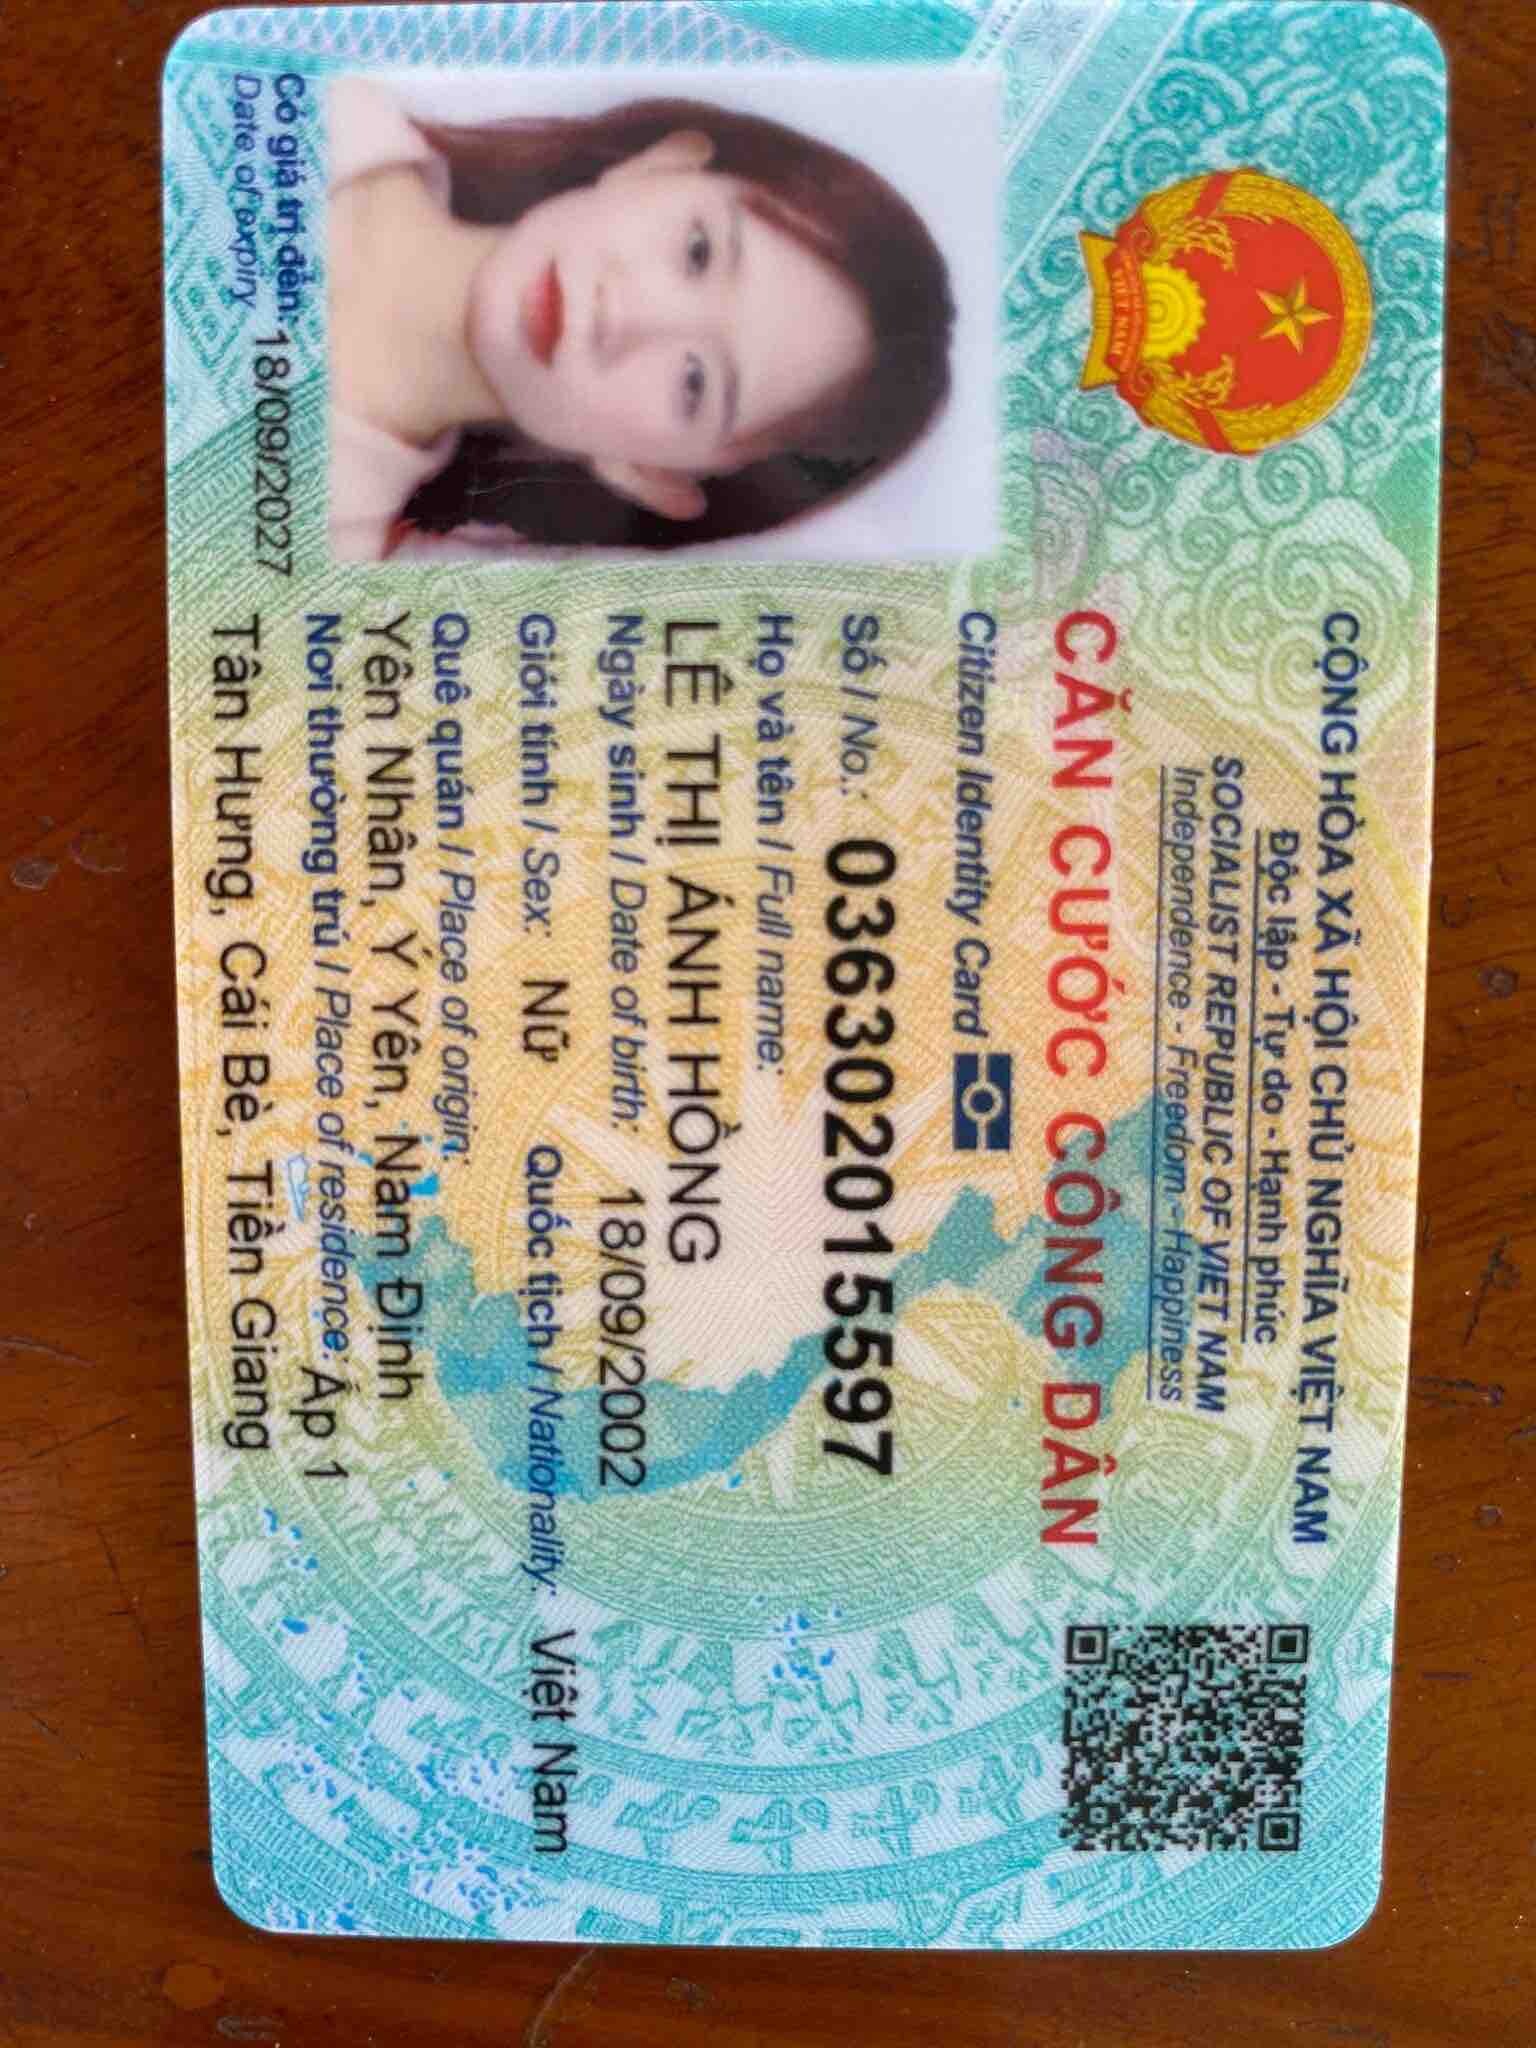 CỘNG HÒA XÃ HỘI CHỦ NGHĨA VIỆT NAM
Độc lập - Tự do - Hạnh phúc
SOCIALIST REPUBLIC OF VIET NAM
Independence - Freedom - Happiness
CĂN CƯỚC CÔNG DÂN
Citizen Identity Card
Số / No.: 036302015597
Họ và tên / Full name:
LÊ THỊ ÁNH HỒNG
Ngày sinh / Date of birth: 18/09/2002
Giới tính / Sex: Nữ Quốc tịch / Nationality: Việt Nam
Quê quán / Place of origin:
Yên Nhân, Ý Yên, Nam Định
Nơi thường trú / Place of residence: Ấp 1
Tân Hưng, Cái Bè, Tiền Giang
Có giá trị đến: 18/09/2027
Date of expiry